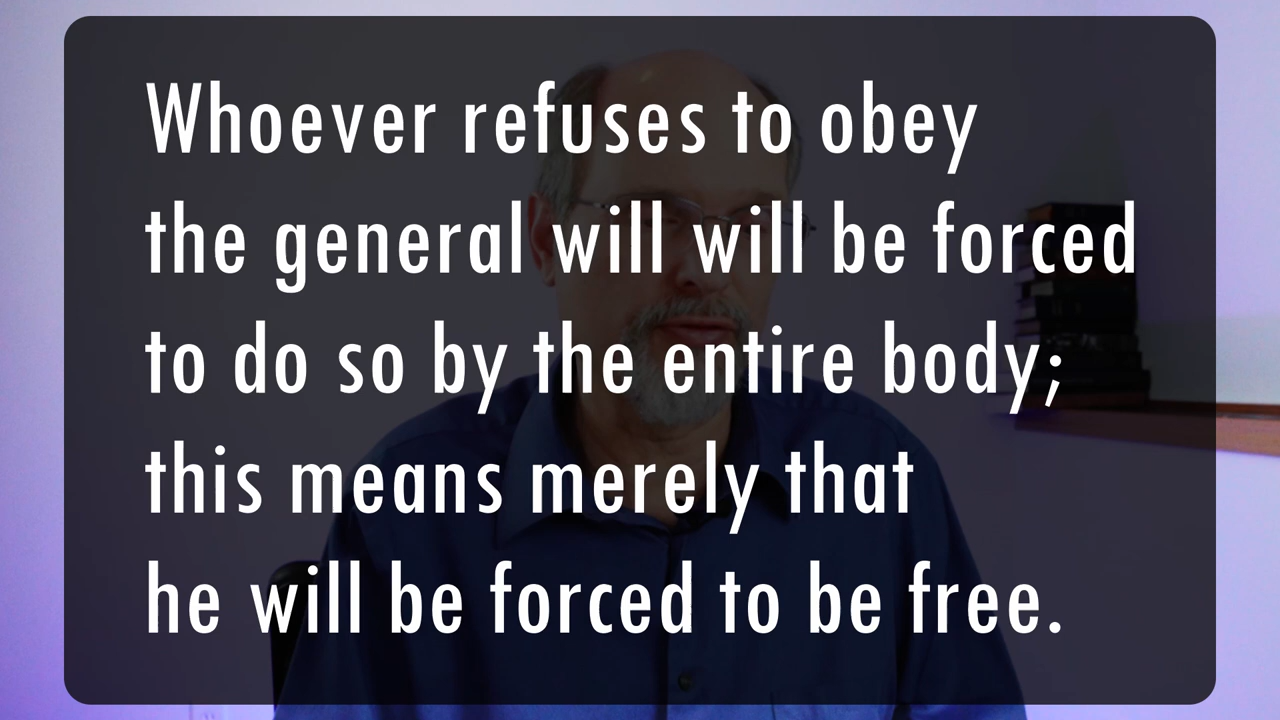 Whoever refuses to obey
the general will will be forced
to do so by the entire body;
this means merely that
he will be forced to be free.